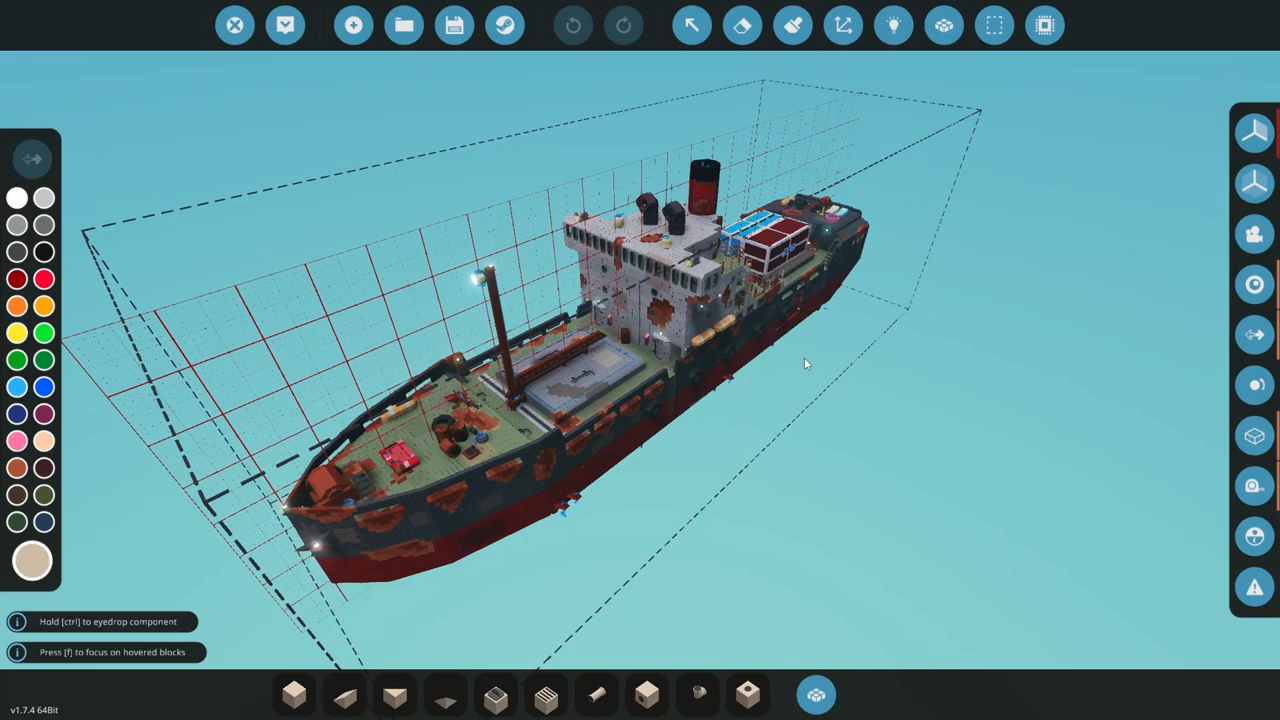 Hold [ctrl] to eyedrop component
Press [f] to focus on hovered blocks
v1.7.4 64Bit